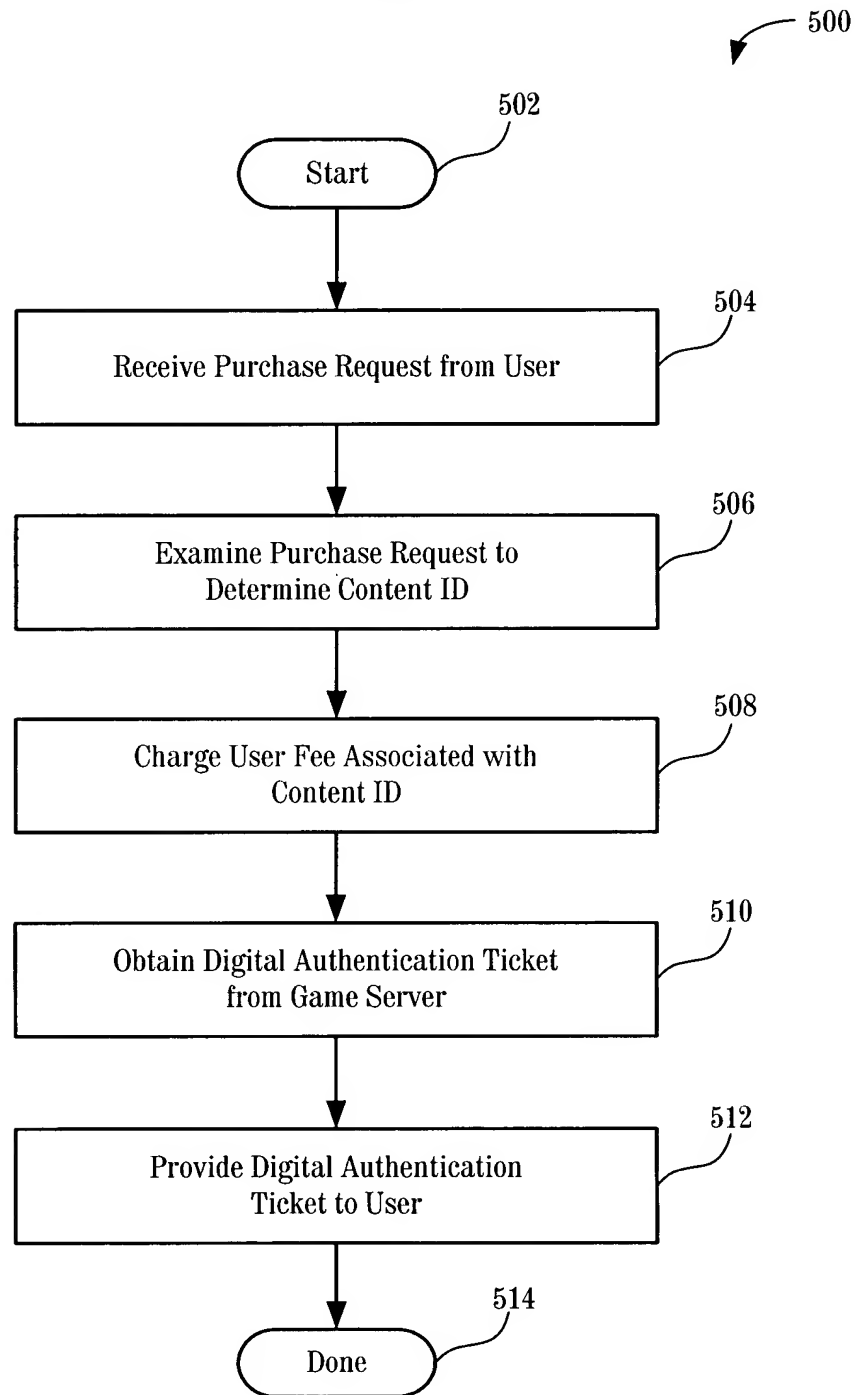 500
502
Start
504
Receive Purchase Request from User
506
Examine Purchase Request to
Determine Content ID
508
Charge User Fee Associated with
Content ID
510
Obtain Digital Authentication Ticket
from Game Server
512
Provide Digital Authentication
Ticket to User
514
Done